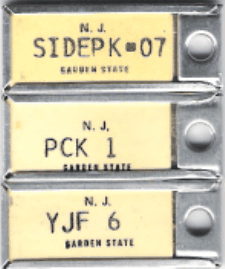 N. J.
SIDEPK▪07
GARDEN STATE
N. J.
PCK 1
GARDEN STATE
N. J.
YJF 6
GARDEN STATE